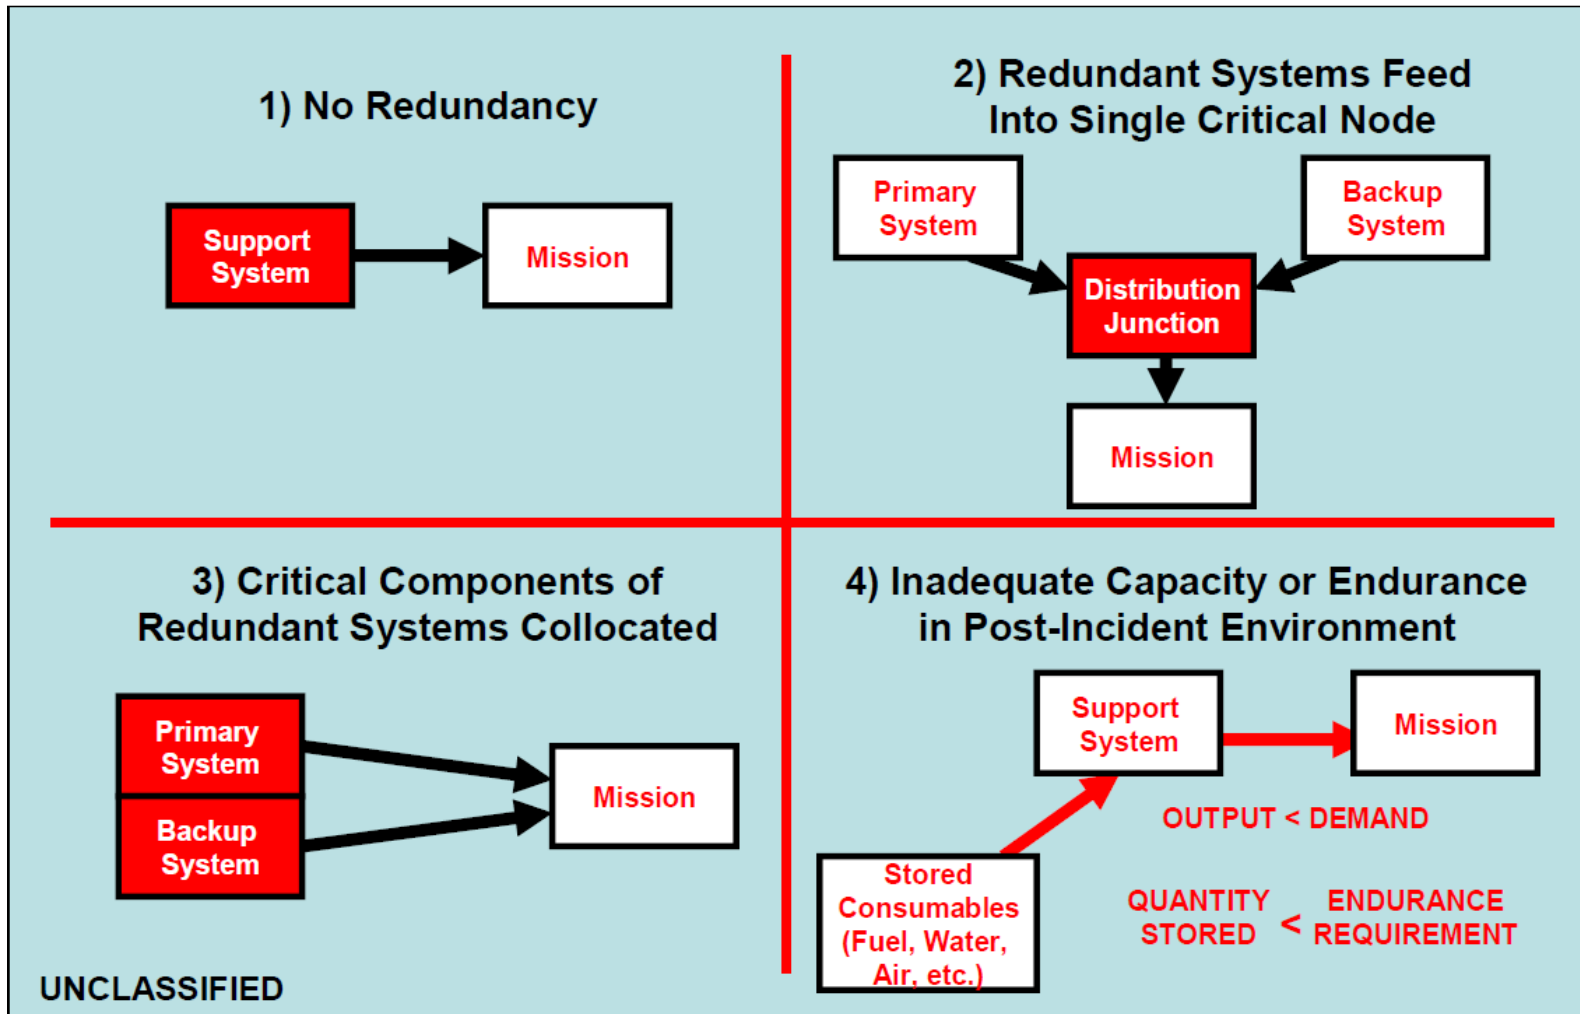 1) No Redundancy
Support
System
Mission
2) Redundant Systems Feed
Into Single Critical Node
Primary
System
Backup
System
Distribution
Junction
Mission
3) Critical Components of
Redundant Systems Collocated
Primary
System
Backup
System
Mission
4) Inadequate Capacity or Endurance
in Post-Incident Environment
Support
System
Mission
OUTPUT < DEMAND
Stored
Consumables
(Fuel, Water,
Air, etc.)
QUANTITY
STORED
<
ENDURANCE
REQUIREMENT
UNCLASSIFIED